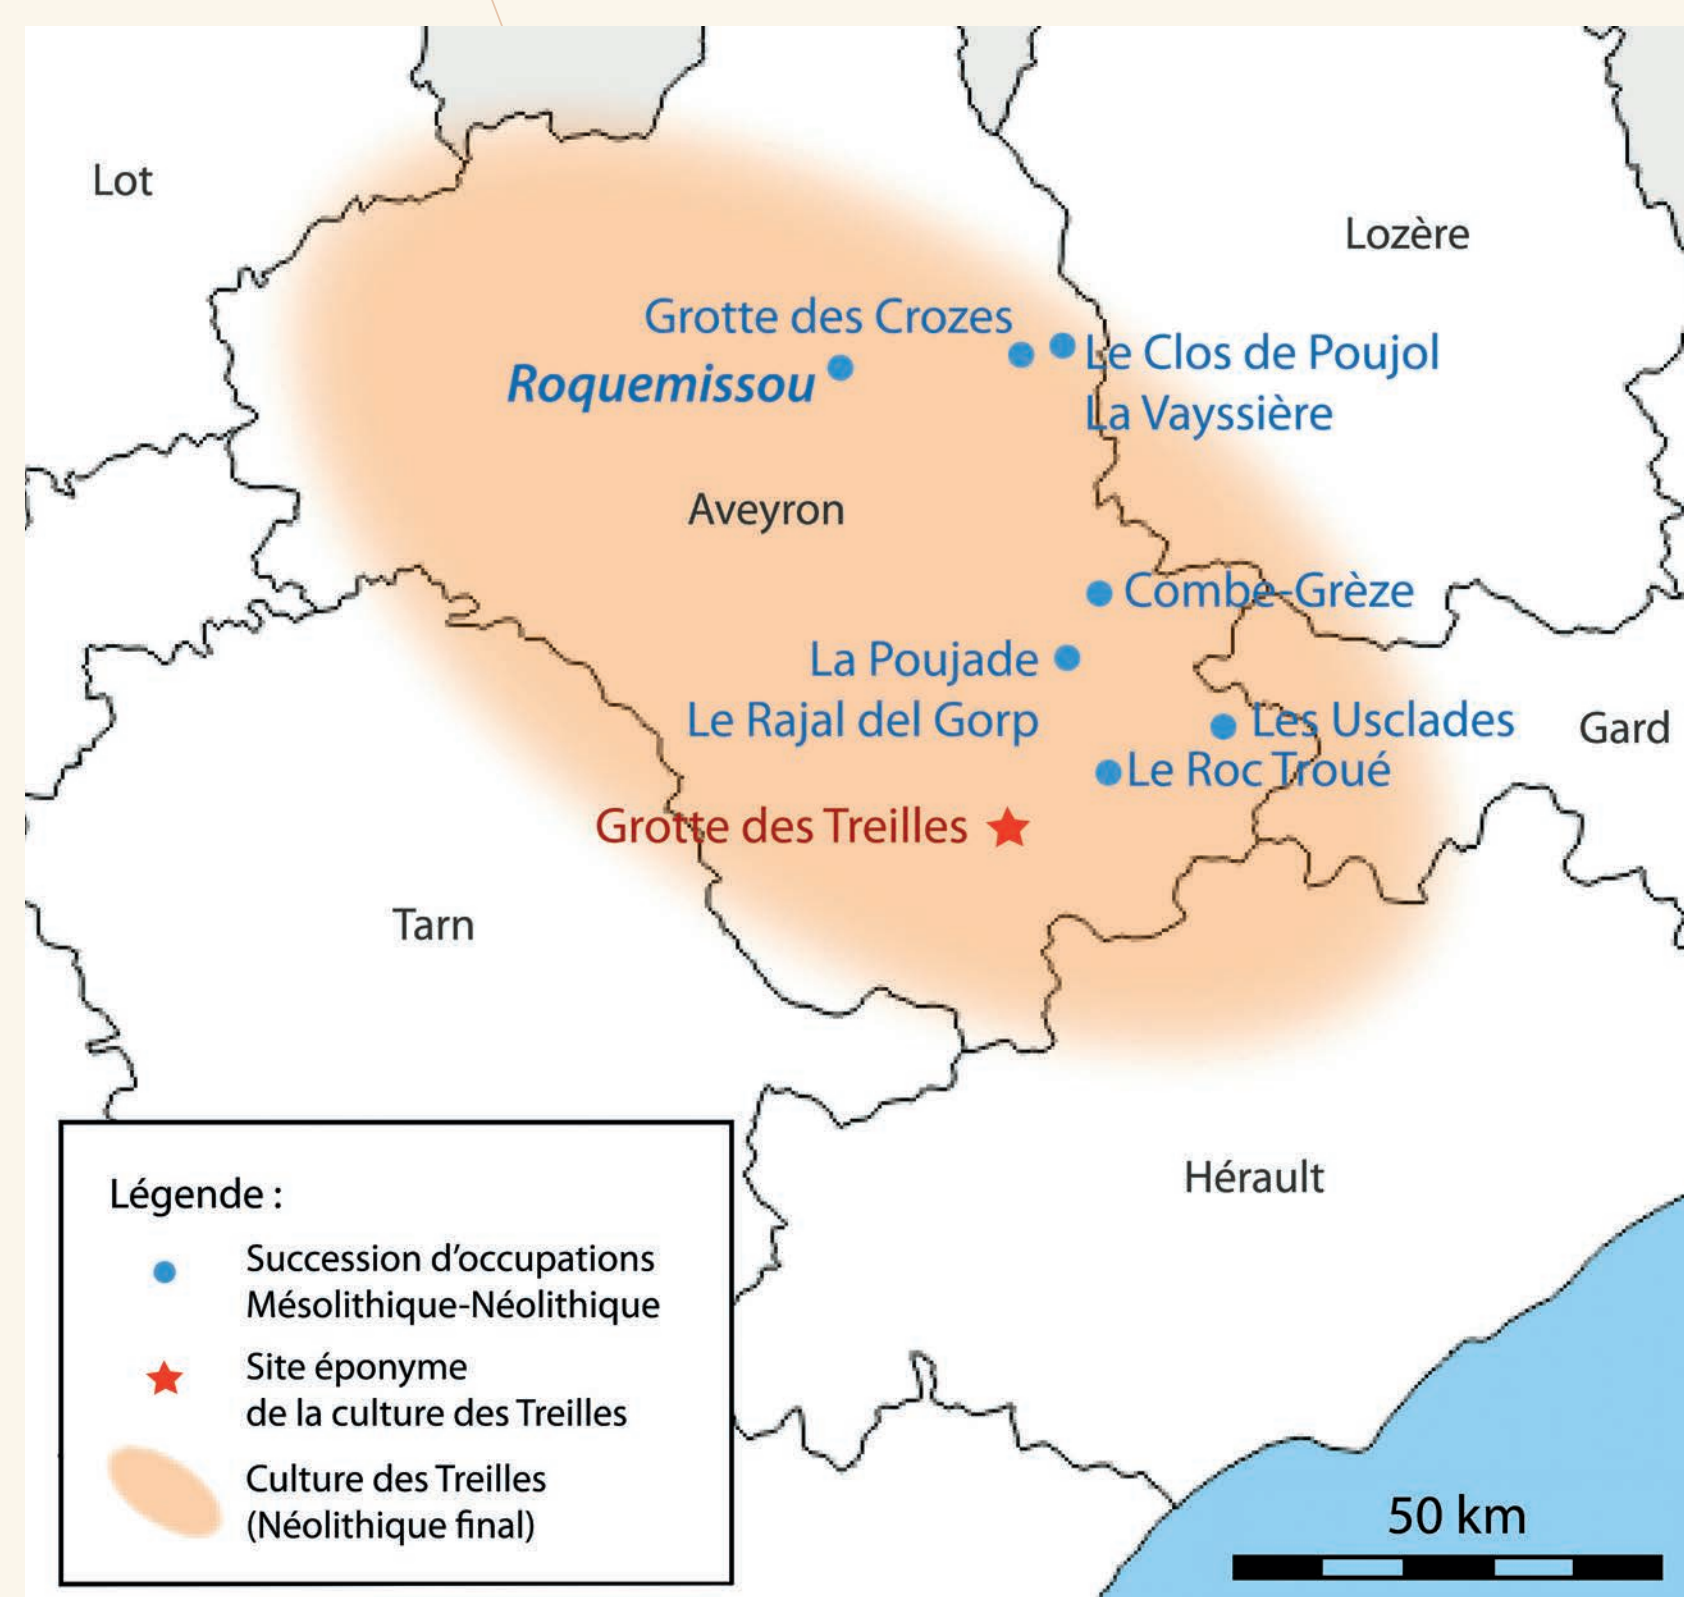 Lot
Lozère
Grotte des Crozes
Le Clos de Poujol
Roquemissou
La Vayssière
Aveyron
Combe-Grèze
La Poujade
Le Rajal del Gorp
Les Usclades
Gard
Le Roc Troué
Grotte des Treilles
Tarn
Hérault
Légende :
Succession d'occupations
Mésolithique-Néolithique
Site éponyme
de la culture des Treilles
Culture des Treilles
(Néolithique final)
50 km